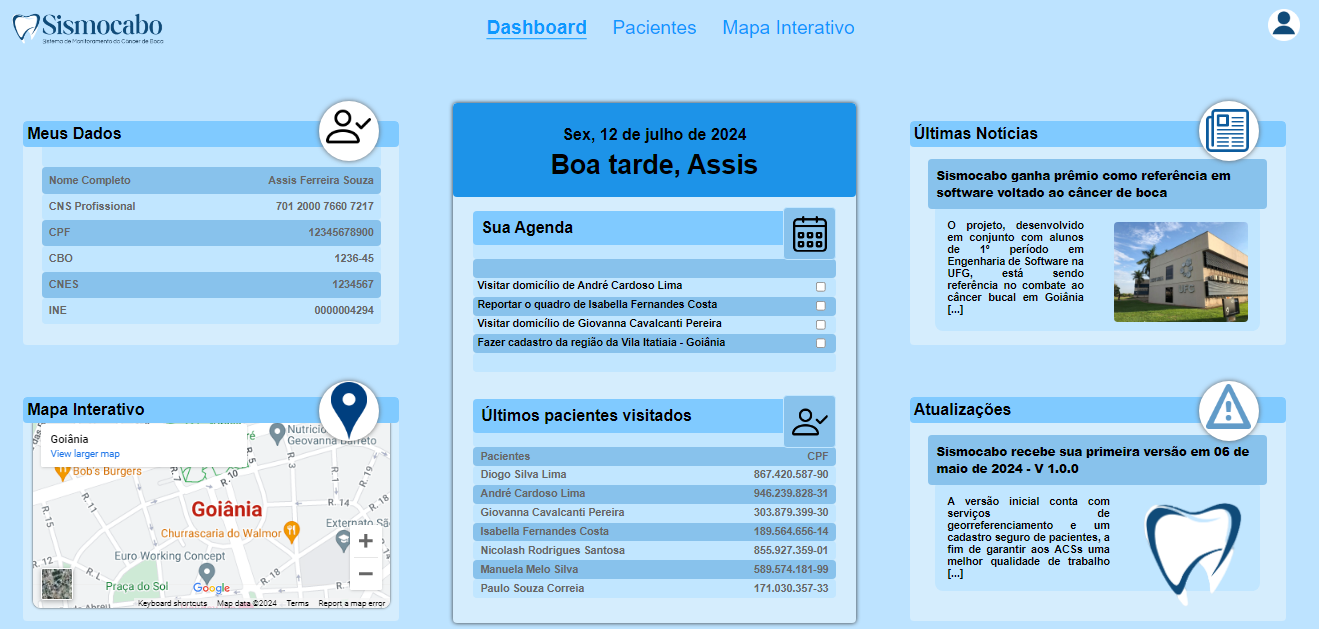 Sismocabo
Sistema de Monitoramento do Câncer de Boca
Dashboard
Pacientes
Mapa Interativo
Meus Dados
Nome Completo Assis Ferreira Souza
CNS Profissional 701 2000 7660 7217
CPF 12345678900
CBO 1236-45
CNES 1234567
INE 0000004294
Mapa Interativo
Goiânia
View larger map
Nutrício
Geovanna Barreto
Bob's Burgers
R. 11
R. 15
R. 14
R. 13
Goiânia
Churrascaria do Walmor
Externato São
Euro Working Concept
R. 18
R. L
Praça do Sol
R. 18
Google
Keyboard shortcuts Map data ©2024 Terms Report a map error
Sex, 12 de julho de 2024
Boa tarde, Assis
Sua Agenda
Visitar domicílio de André Cardoso Lima
Reportar o quadro de Isabella Fernandes Costa
Visitar domicílio de Giovanna Cavalcanti Pereira
Fazer cadastro da região da Vila Itatiaia - Goiânia
Últimos pacientes visitados
Pacientes CPF
Diogo Silva Lima 867.420.587-90
André Cardoso Lima 946.239.828-31
Giovanna Cavalcanti Pereira 303.879.399-30
Isabella Fernandes Costa 189.564.656-14
Nicolash Rodrigues Santosa 855.927.359-01
Manuela Melo Silva 589.574.181-99
Paulo Souza Correia 171.030.357-33
Últimas Notícias
Sismocabo ganha prêmio como referência em
software voltado ao câncer de boca
O projeto, desenvolvido
em conjunto com alunos
de 1º período em
Engenharia de Software na
UFG, está sendo
referência no combate ao
câncer bucal em Goiânia
[...]
UFG
Atualizações
Sismocabo recebe sua primeira versão em 06 de
maio de 2024 - V 1.0.0
A versão inicial conta com
serviços de
georreferenciamento e um
cadastro seguro de pacientes, a
fim de garantir aos ACSs uma
melhor qualidade de trabalho
[...]